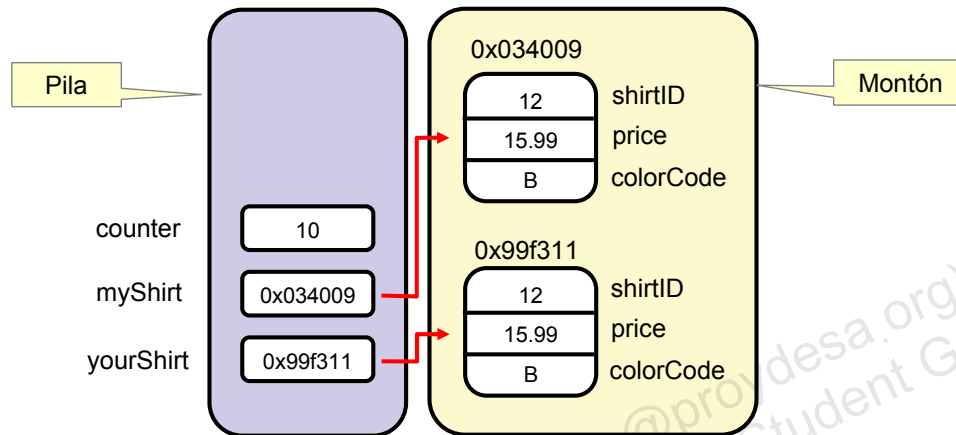 Pila
Montón
counter
10
myShirt
0x034009
yourShirt
0x99f311
0x034009
12
shirtID
15.99
price
B
colorCode
0x99f311
12
shirtID
15.99
price
B
colorCode
@proydesa.org)
Student G